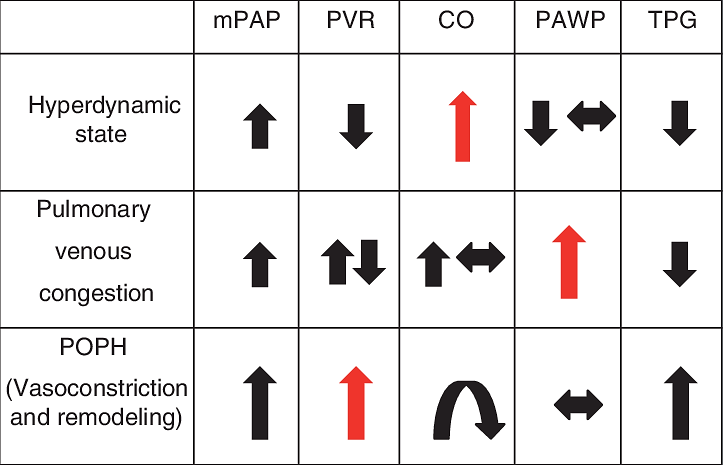 mPAP PVR CO PAWP TPG
Hyperdynamic
state
Pulmonary
venous
congestion
POPH
(Vasoconstriction
and remodeling)